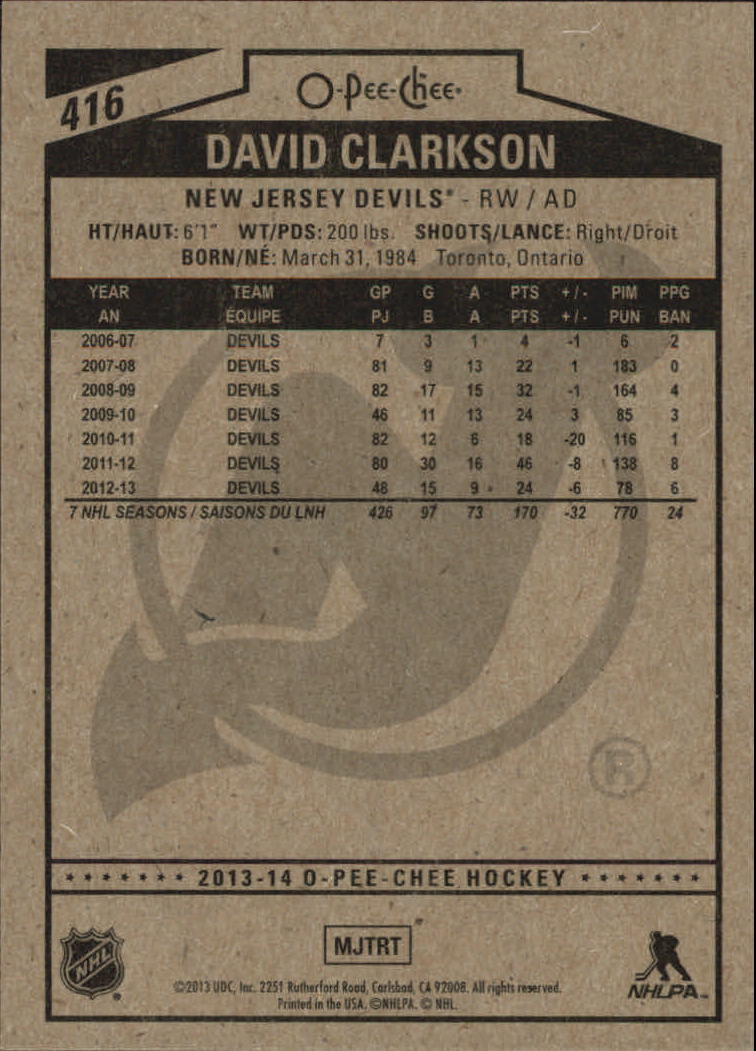 416
O-Pee-Chee
DAVID CLARKSON
NEW JERSEY DEVILS® - RW / AD
HT/HAUT: 6'1" WT/PDS: 200 lbs. SHOOTS/LANCE: Right/Droit
BORN/NÉ: March 31, 1984 Toronto, Ontario
YEAR TEAM GP G A PTS +/- PIM PPG
AN ÉQUIPE PJ B A PTS +/- PUN BAN
2006-07 DEVILS 7 3 1 4 -1 6 2
2007-08 DEVILS 81 9 13 22 1 183 0
2008-09 DEVILS 82 17 15 32 -1 164 4
2009-10 DEVILS 46 11 13 24 3 85 3
2010-11 DEVILS 82 12 6 18 -20 116 1
2011-12 DEVILS 80 30 16 46 -8 138 8
2012-13 DEVILS 48 15 9 24 -6 78 6
7 NHL SEASONS / SAISONS DU LNH 426 97 73 170 -32 770 24
®
2013-14 O-PEE-CHEE HOCKEY
MJTRT
NHL ®
©2013 UDC, Inc. 2251 Rutherford Road, Carlsbad, CA 92008. All rights reserved.
Printed in the USA. ©NHLPA. © NHL.
NHLPA™